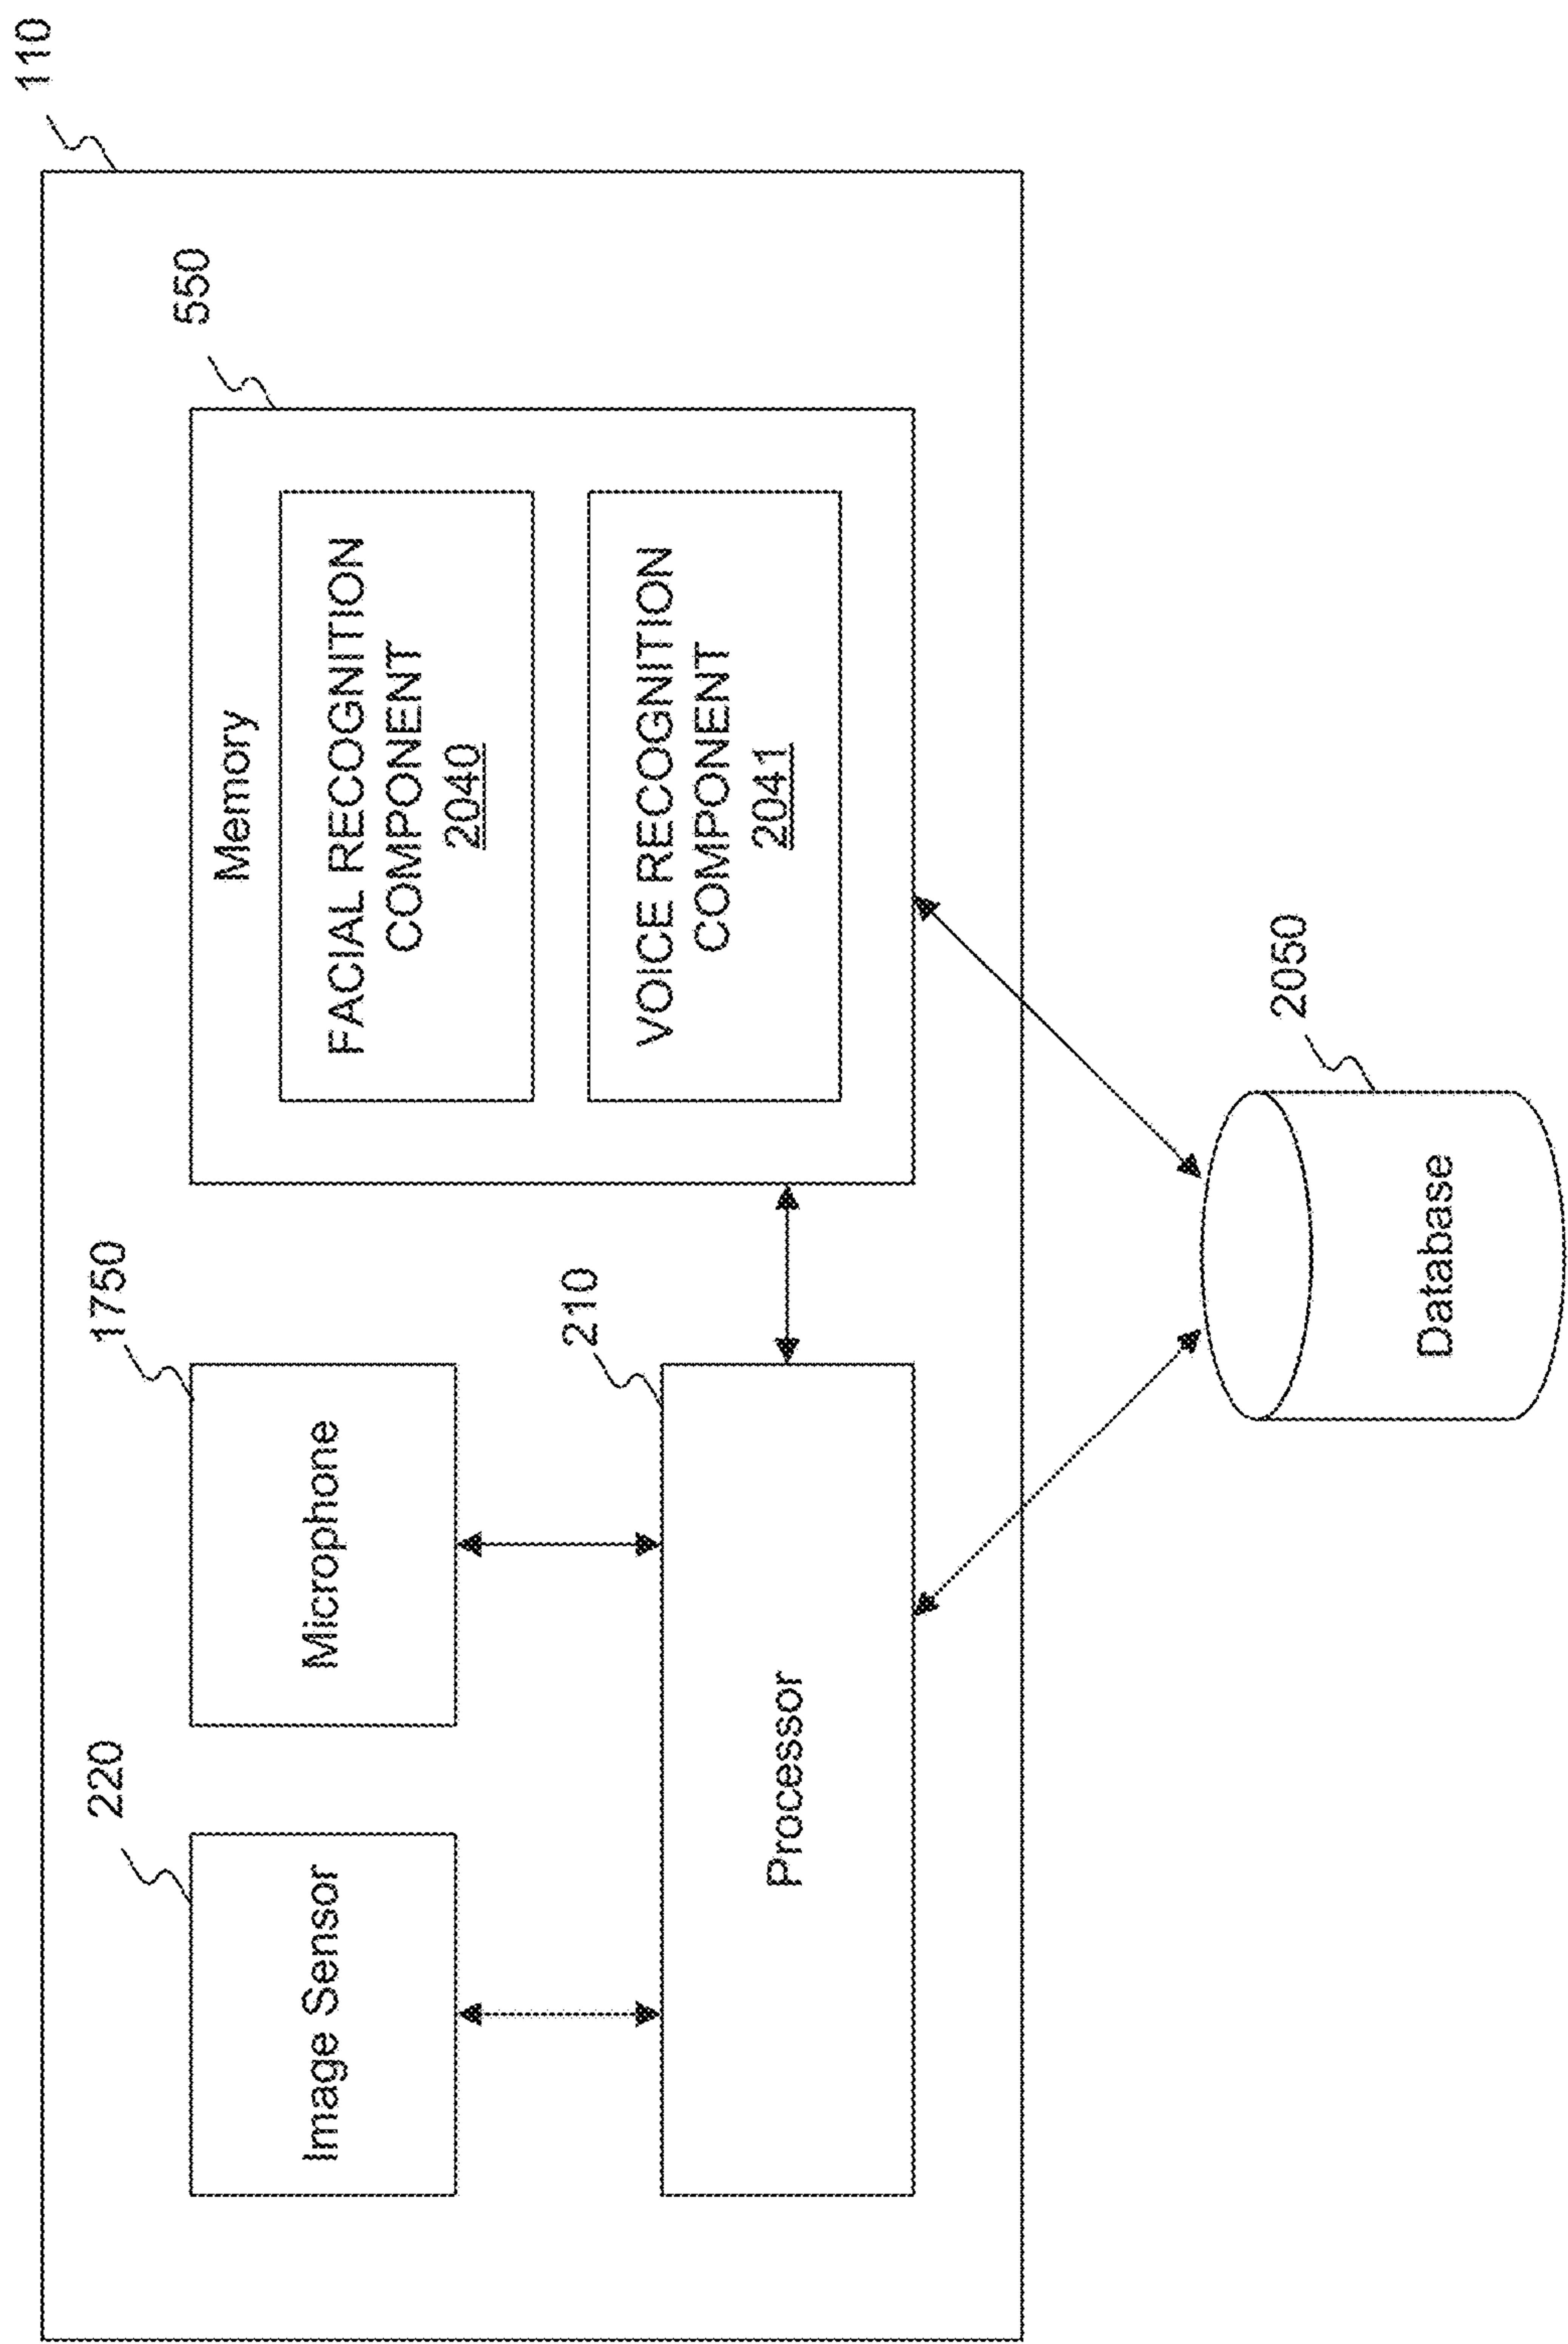 110
220
1750
550
Image Sensor
Microphone
Memory
FACIAL RECOGNITION
COMPONENT
2040
210
VOICE RECOGNITION
COMPONENT
2041
Processor
2050
Database